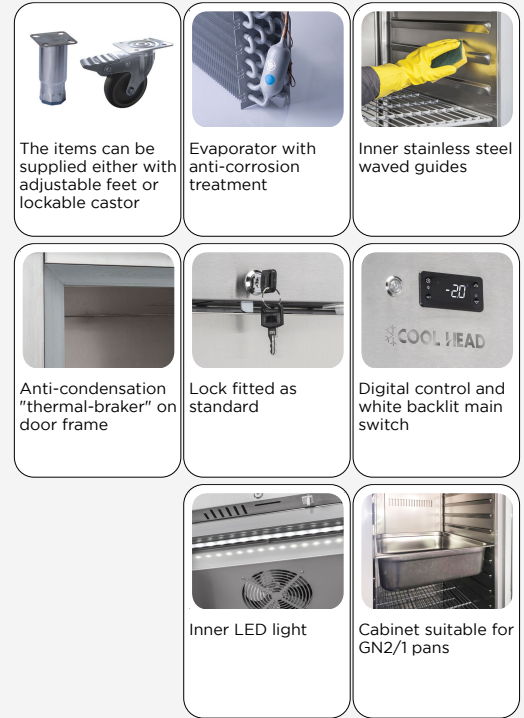 The items can be
supplied either with
adjustable feet or
lockable castor
Evaporator with
anti-corrosion
treatment
Inner stainless steel
waved guides
Anti-condensation
"thermal-braker" on
door frame
Lock fitted as
standard
-2.0
COOL HEAD
Digital control and
white backlit main
switch
Inner LED light
Cabinet suitable for
GN2/1 pans